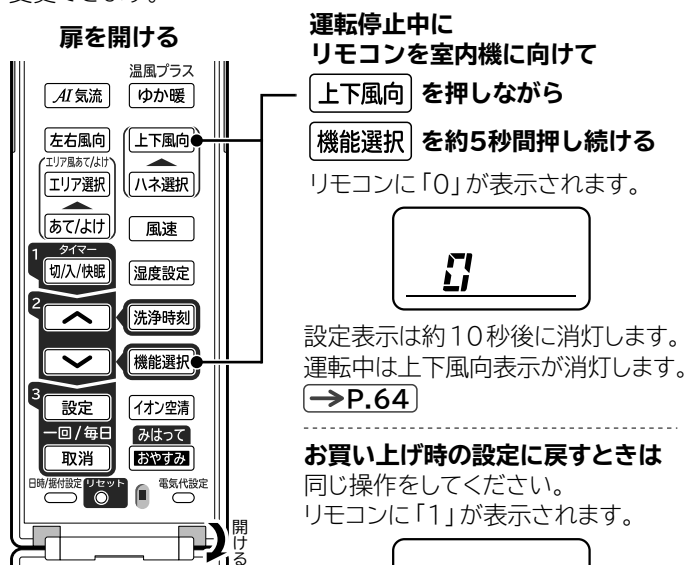 扉を開ける
温風プラス
AI気流
ゆか暖
左右風向
上下風向
エリア風あて/よけ
エリア選択
ハネ選択
あて/よけ
風速
1
タイマー
切/入/快眠
湿度設定
2
洗浄時刻
機能選択
3
設定
イオン空清
一回/毎日
みはって
取消
おやすみ
日時/据付設定
リセット
電気代設定
開ける
運転停止中に
リモコンを室内機に向けて
上下風向 を押しながら
機能選択 を約5秒間押し続ける
リモコンに「0」が表示されます。
0
設定表示は約10秒後に消灯します。
運転中は上下風向表示が消灯します。
→P.64
お買い上げ時の設定に戻すときは
同じ操作をしてください。
リモコンに「1」が表示されます。